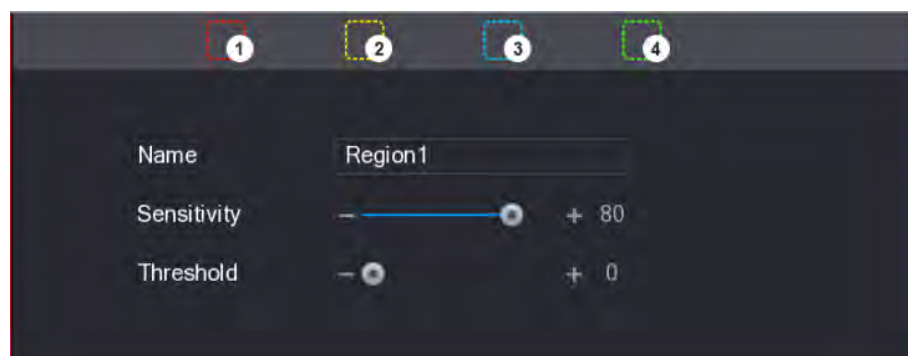 1 2 3 4
Name Region1
Sensitivity - + 80
Threshold - + 0